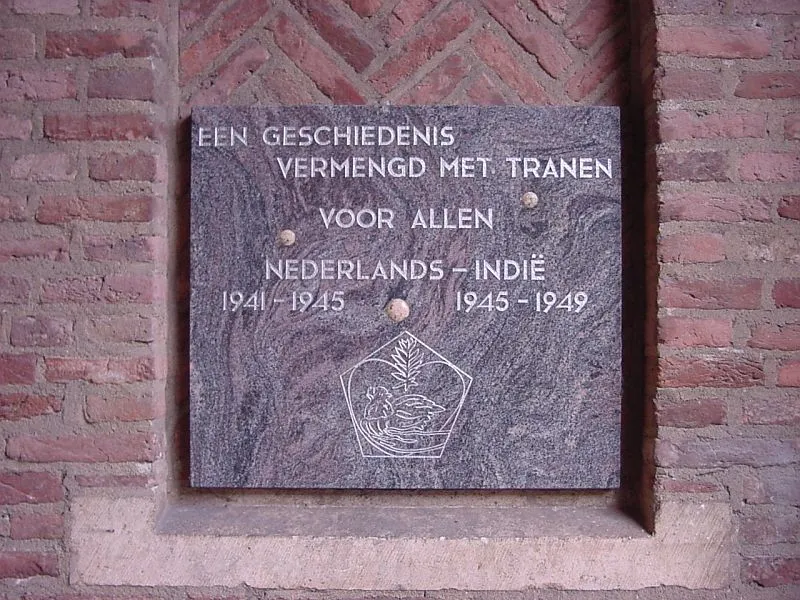 EEN GESCHIEDENIS
VERMENGD MET TRANEN
VOOR ALLEN
NEDERLANDS – INDIË
1941 – 1945 1945 – 1949